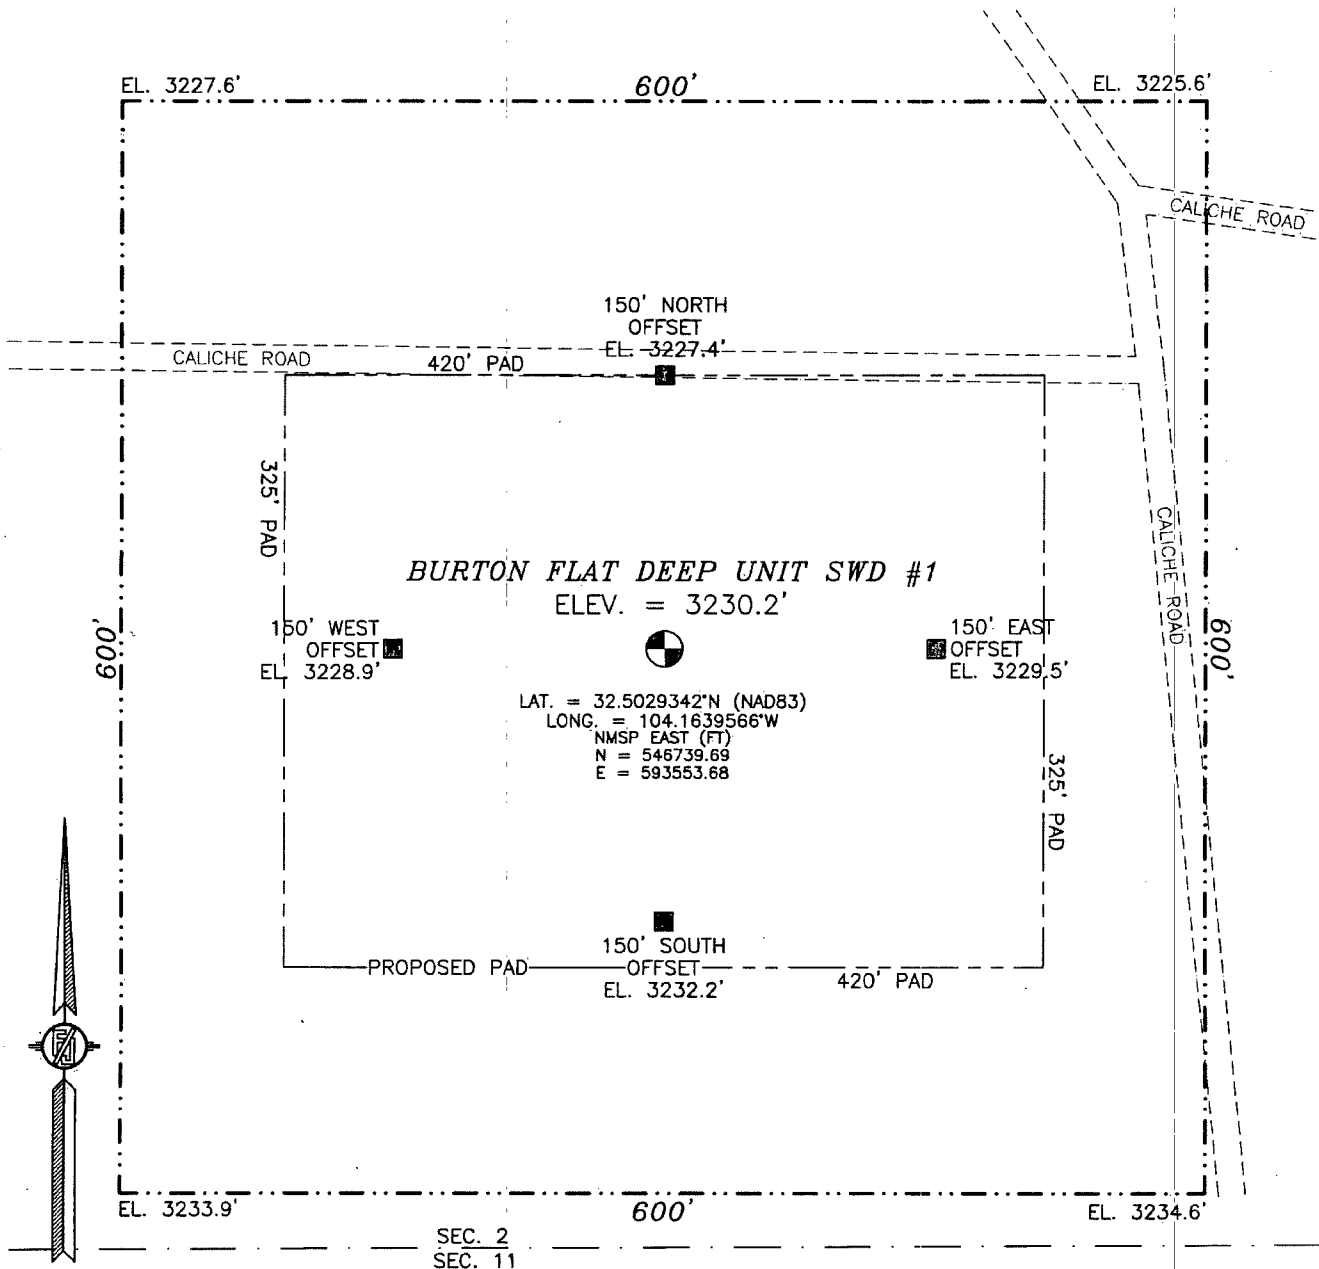 EL. 3227.6'
600'
EL. 3225.6'
CALICHE ROAD
150' NORTH
OFFSET
EL. 3227.4'
CALICHE ROAD
420' PAD
325' PAD
CALICHE ROAD
BURTON FLAT DEEP UNIT SWD #1
ELEV. = 3230.2'
600'
150' WEST
OFFSET
EL. 3228.9'
150' EAST
OFFSET
EL. 3229.5'
600'
LAT. = 32.5029342°N (NAD83)
LONG. = 104.1639566°W
NMSP EAST (FT)
N = 546739.69
E = 593553.68
325' PAD
150' SOUTH
OFFSET
EL. 3232.2'
PROPOSED PAD
420' PAD
EL. 3233.9'
600'
EL. 3234.6'
SEC. 2
SEC. 11